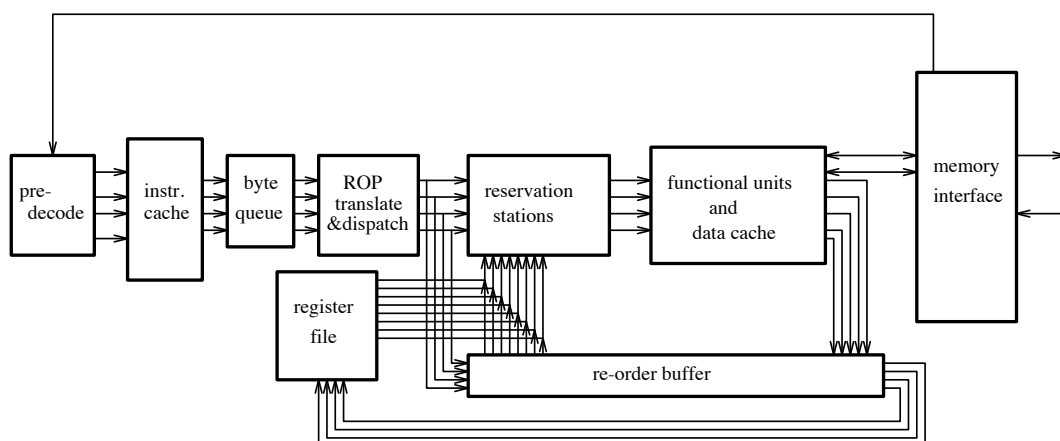 pre-
decode
instr.
cache
byte
queue
ROP
translate
&dispatch
reservation
stations
functional units
and
data cache
memory
interface
register
file
re-order buffer